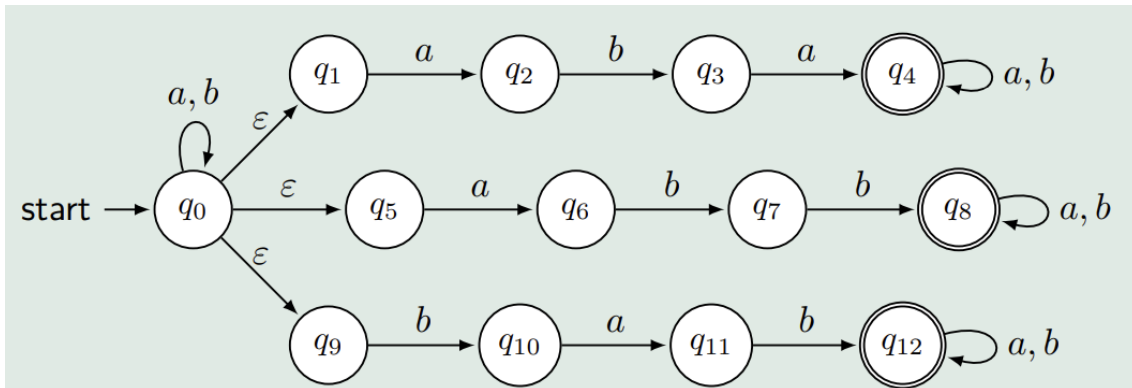 q₁ a q₂ b q₃ a q₄ a, b
a, b
ε
start q₀ ε q₅ a q₆ b q₇ b q₈ a, b
ε
q₉ b q₁₀ a q₁₁ b q₁₂ a, b